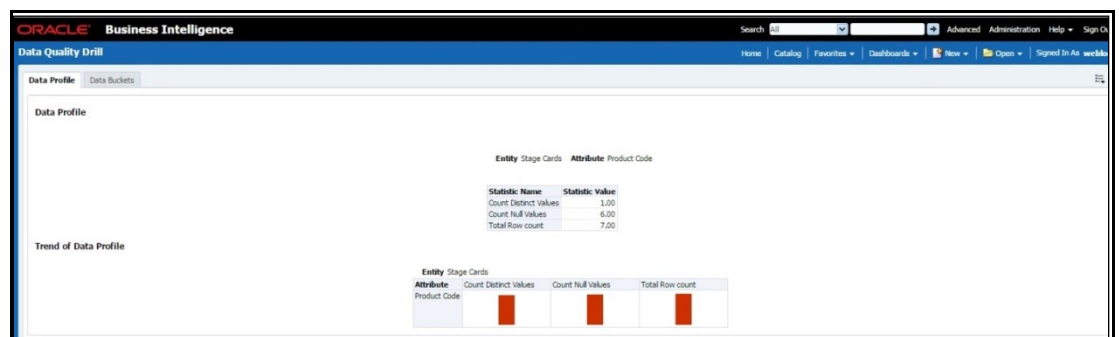 ORACLE Business Intelligence
Search All Advanced Administration Help Sign
Data Quality Drill
Home Catalog Favorites Dashboards New Open Signed In As
Data Profile Data Buckets
Data Profile
Entity Stage Cards Attribute Product Code
Statistic Name Statistic Value
Count Distinct Values 1.00
Count Null Values 6.00
Total Row count 7.00
Trend of Data Profile
Entity Stage Cards
Attribute Count Distinct Values Count Null Values Total Row count
Product Code